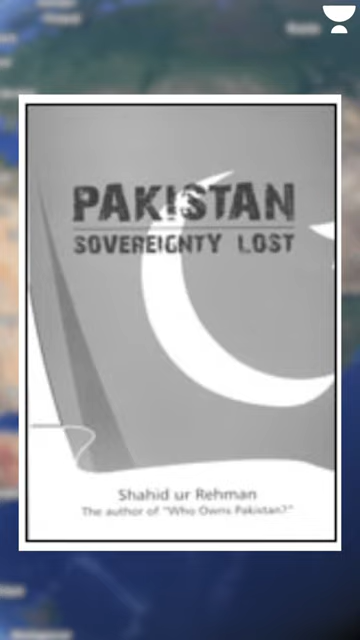 PAKISTAN
SOVEREIGNTY LOST
Shahid ur Rehman
The author of "Who Owns Pakistan?"